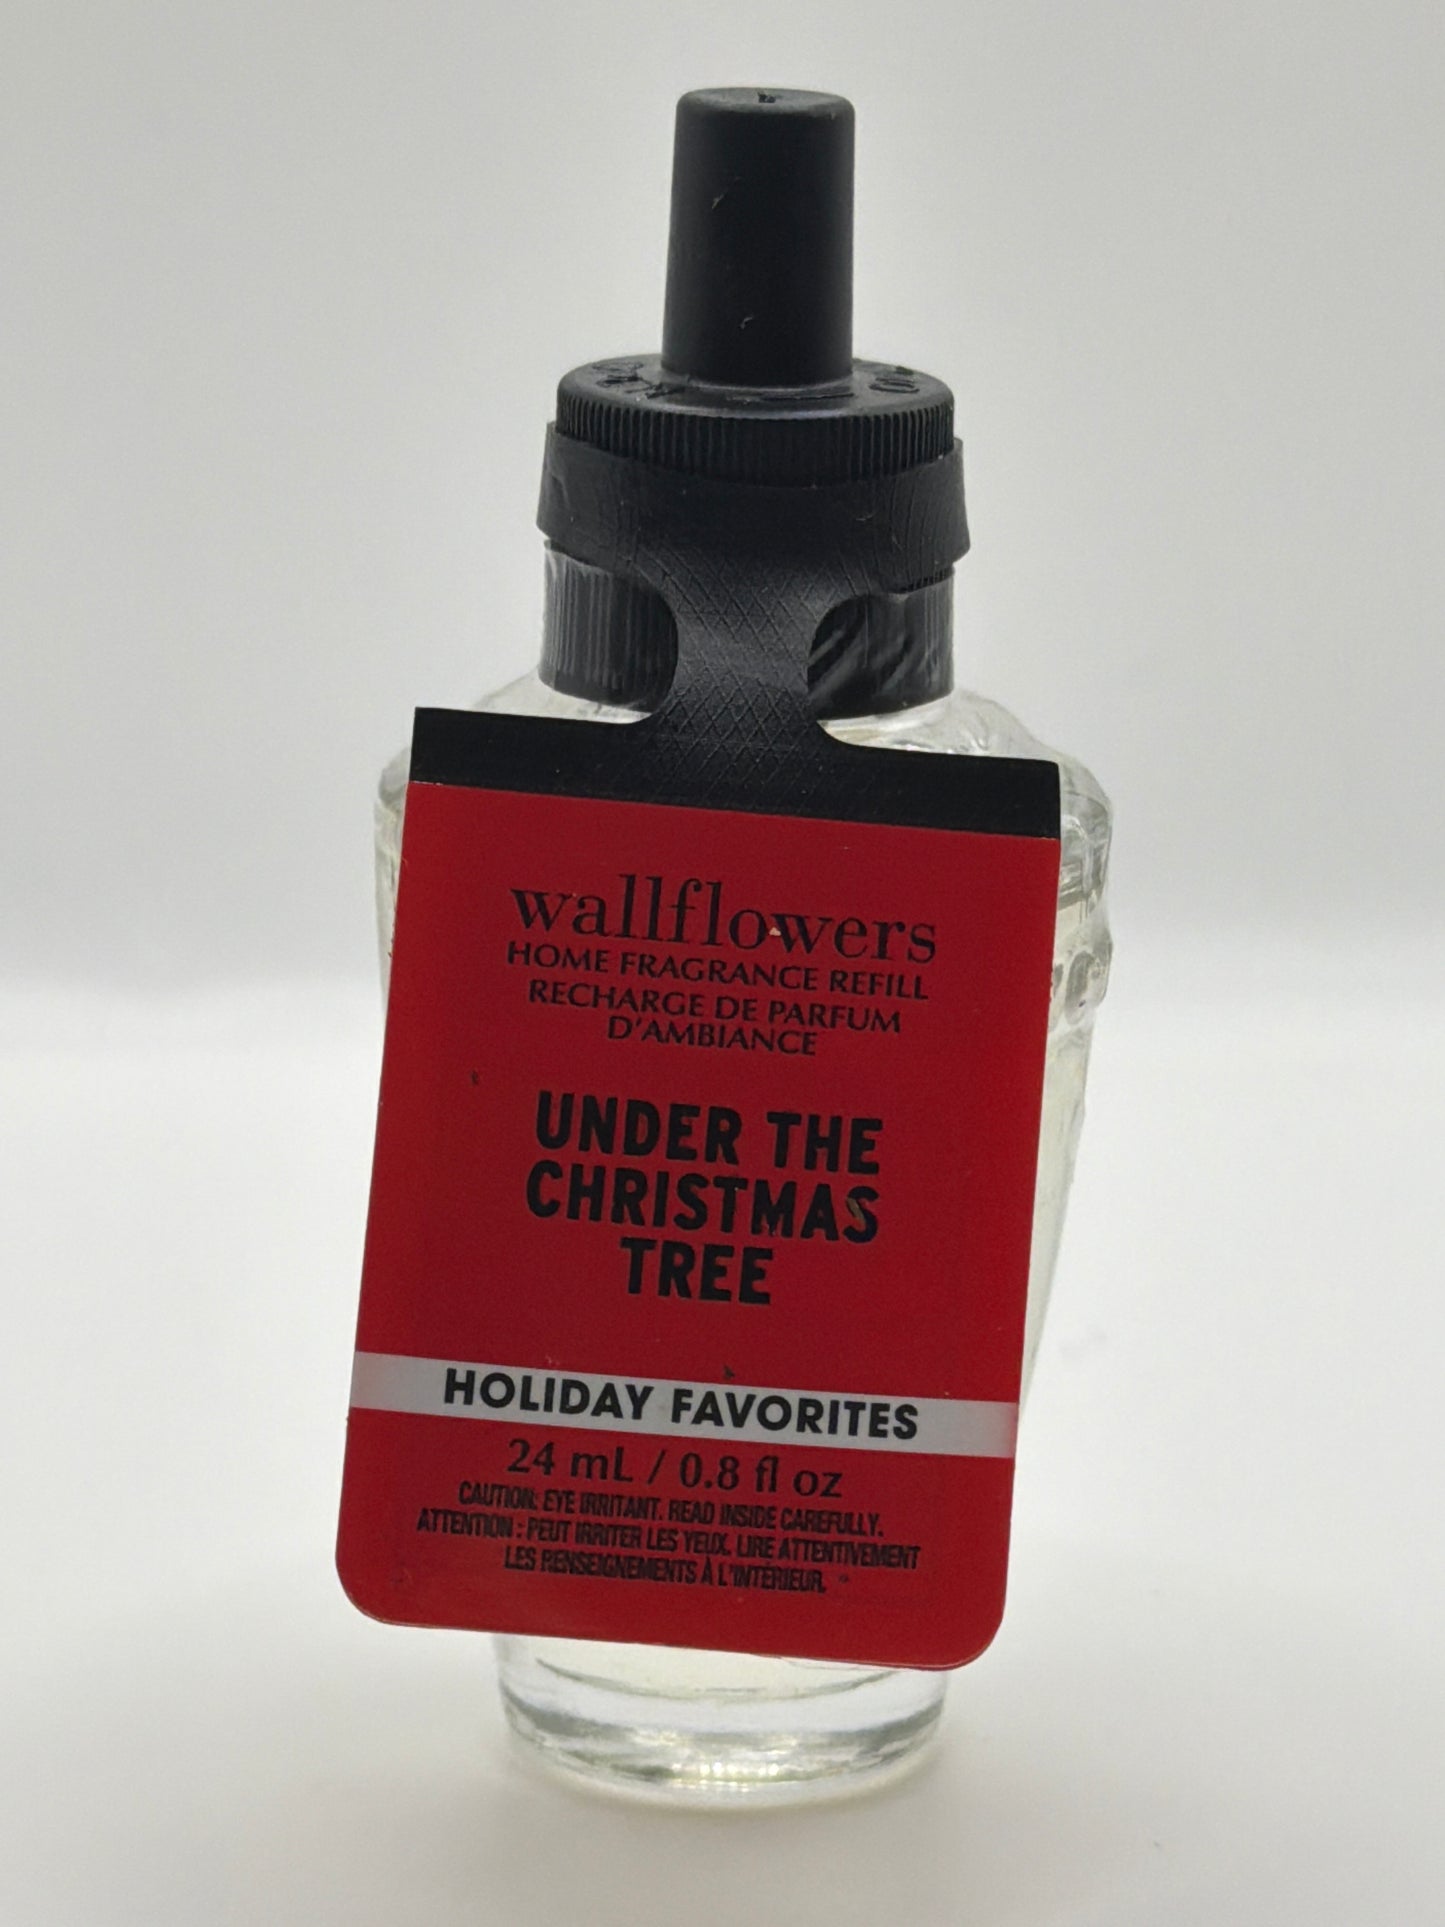 wallflowers
HOME FRAGRANCE REFILL
RECHARGE DE PARFUM
D'AMBIANCE
UNDER THE
CHRISTMAS
TREE
HOLIDAY FAVORITES
24 mL / 0.8 fl oz
CAUTION: EYE IRRITANT. READ INSIDE CAREFULLY.
ATTENTION : PEUT IRRITER LES YEUX. LIRE ATTENTIVEMENT
LES RENSEIGNEMENTS À L'INTÉRIEUR.